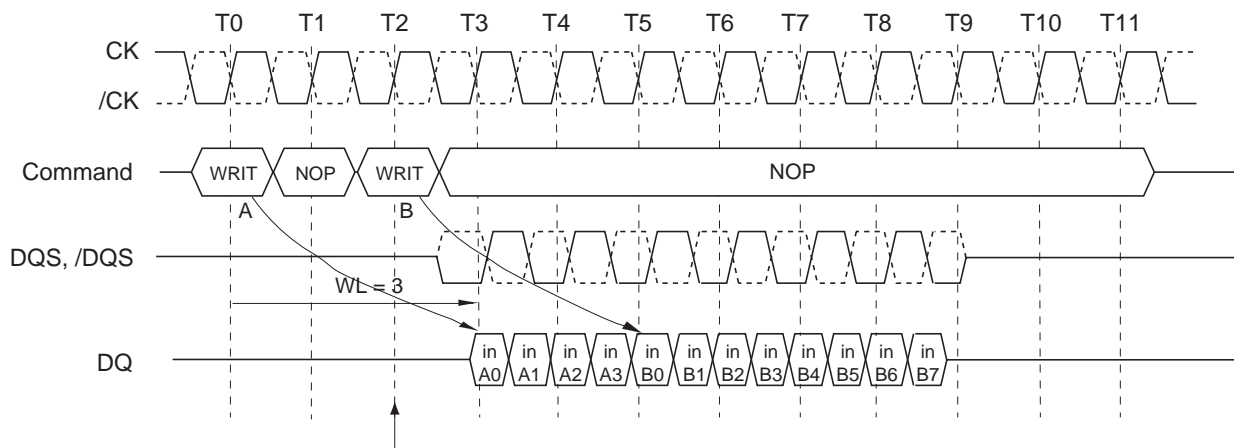 T0 T1 T2 T3 T4 T5 T6 T7 T8 T9 T10 T11
CK
/CK
Command WRIT NOP WRIT NOP
A B
DQS, /DQS
WL = 3
DQ in in in in in in in in in in in in
A0 A1 A2 A3 B0 B1 B2 B3 B4 B5 B6 B7